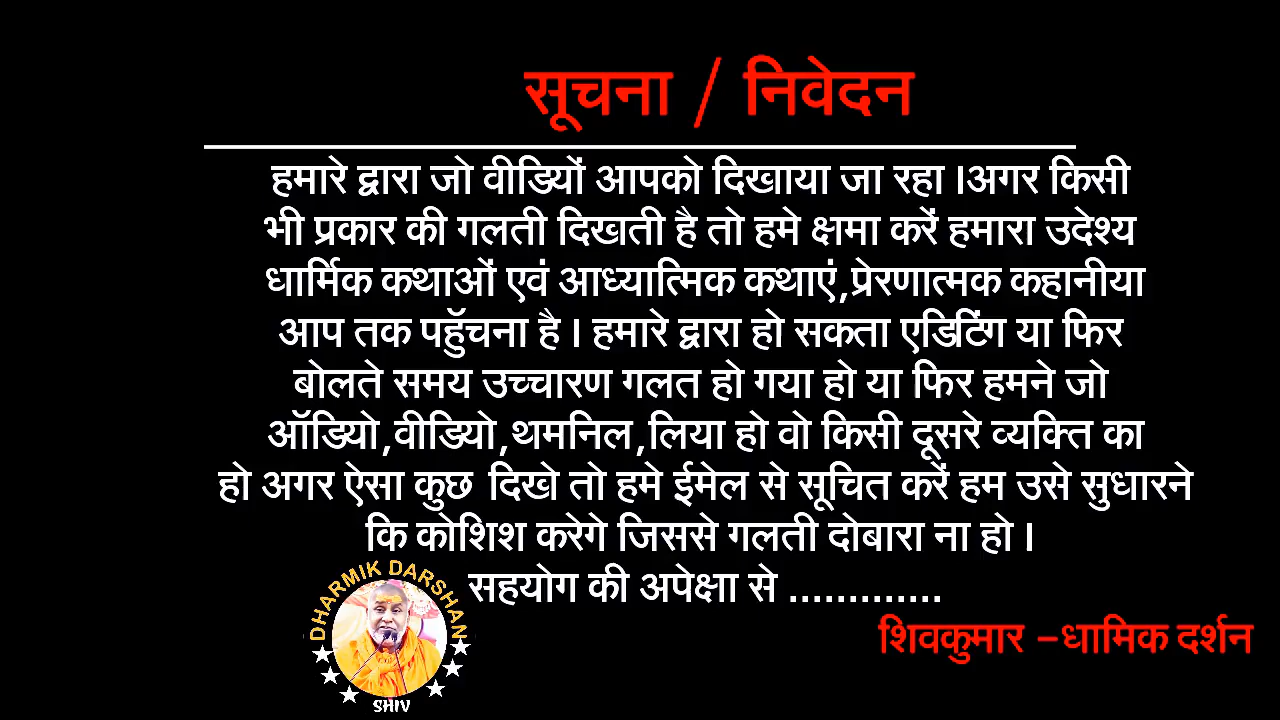 सूचना / निवेदन
हमारे द्वारा जो वीडियों आपको दिखाया जा रहा ।अगर किसी
भी प्रकार की गलती दिखती है तो हमे क्षमा करें हमारा उदेश्य
धार्मिक कथाओं एवं आध्यात्मिक कथाएं,प्रेरणात्मक कहानीया
आप तक पहुॅचना है । हमारे द्वारा हो सकता एडिटिंग या फिर
बोलते समय उच्चारण गलत हो गया हो या फिर हमने जो
ऑडियो,वीडियो,थमनिल,लिया हो वो किसी दूसरे व्यक्ति का
हो अगर ऐसा कुछ दिखे तो हमे ईमेल से सूचित करें हम उसे सुधारने
कि कोशिश करेगे जिससे गलती दोबारा ना हो ।
सहयोग की अपेक्षा से .............
DHARMIK DARSHAN
SHIV
शिवकुमार –धामिक दर्शन